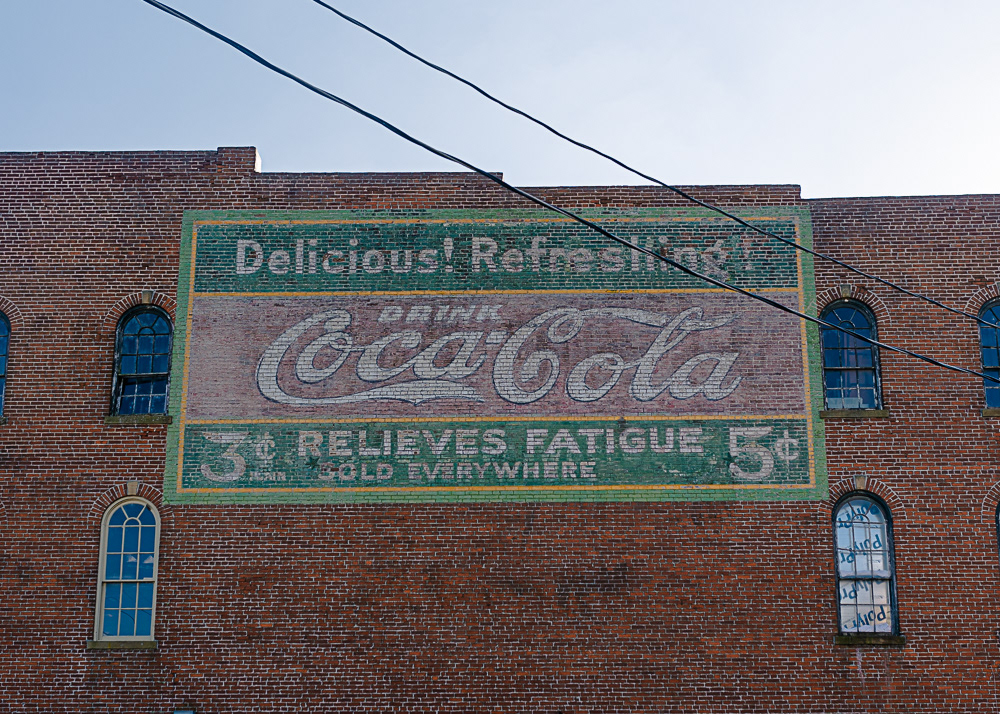 Delicious! Refreshing!
DRINK
Coca-Cola
3¢ RELIEVES FATIGUE 5¢
SOLD EVERYWHERE